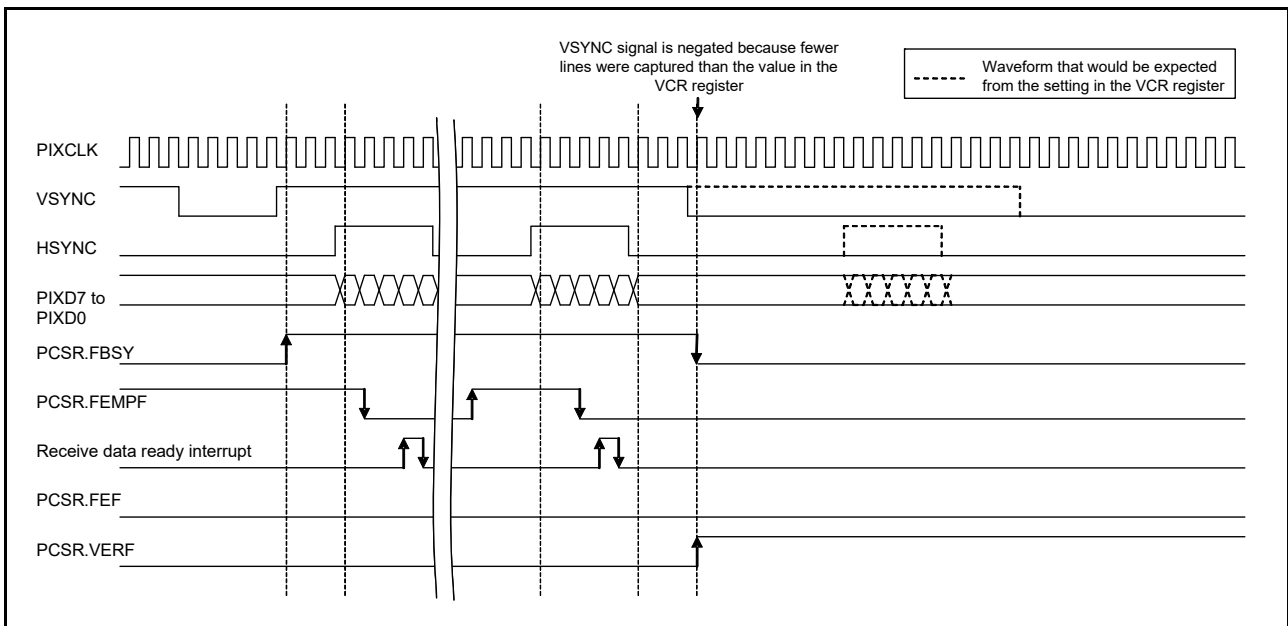 VSYNC signal is negated because fewer
lines were captured than the value in the
VCR register
Waveform that would be expected
from the setting in the VCR register
PIXCLK
VSYNC
HSYNC
PIXD7 to
PIXD0
PCSR.FBSY
PCSR.FEMPF
Receive data ready interrupt
PCSR.FEF
PCSR.VERF